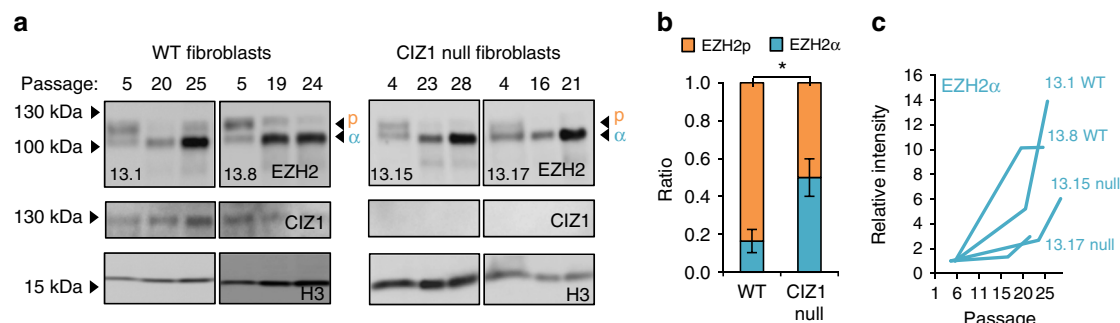 a
WT fibroblasts
CIZ1 null fibroblasts
Passage: 5 20 25 5 19 24
4 23 28 4 16 21
130 kDa
100 kDa
p
α
p
α
13.1
13.8
EZH2
13.15
13.17
EZH2
130 kDa
CIZ1
CIZ1
15 kDa
H3
H3
b
EZH2p
EZH2α
*
Ratio
1.0
0.8
0.6
0.4
0.2
0.0
WT
CIZ1
null
c
EZH2α
Relative intensity
16
14
12
10
8
6
4
2
0
13.1 WT
13.8 WT
13.15 null
13.17 null
1 6 11 15 20 25
Passage